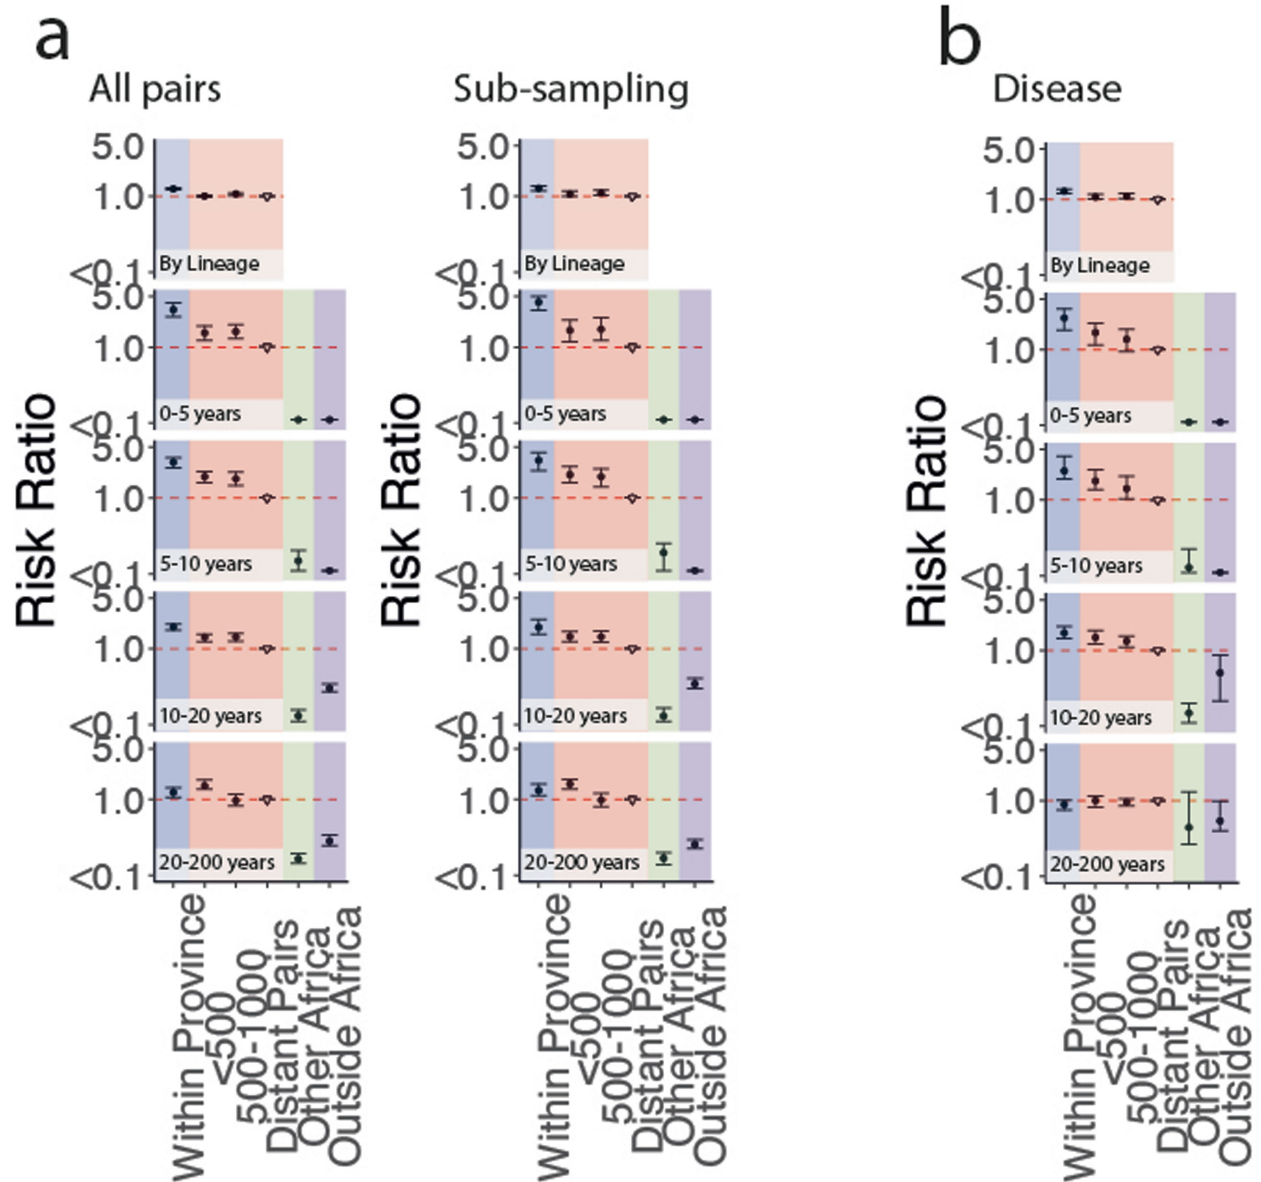 a
b
All pairs
Sub-sampling
Disease
Risk Ratio
5.0
1.0
<0.1
By Lineage
5.0
1.0
<0.1
0-5 years
5.0
1.0
<0.1
5-10 years
5.0
1.0
<0.1
10-20 years
5.0
1.0
<0.1
20-200 years
Within Province
<500
500-1000
Distant Pairs
Other Africa
Outside Africa
Risk Ratio
5.0
1.0
<0.1
By Lineage
5.0
1.0
<0.1
0-5 years
5.0
1.0
<0.1
5-10 years
5.0
1.0
<0.1
10-20 years
5.0
1.0
<0.1
20-200 years
Within Province
<500
500-1000
Distant Pairs
Other Africa
Outside Africa
Risk Ratio
5.0
1.0
<0.1
By Lineage
5.0
1.0
<0.1
0-5 years
5.0
1.0
<0.1
5-10 years
5.0
1.0
<0.1
10-20 years
5.0
1.0
<0.1
20-200 years
Within Province
<500
500-1000
Distant Pairs
Other Africa
Outside Africa